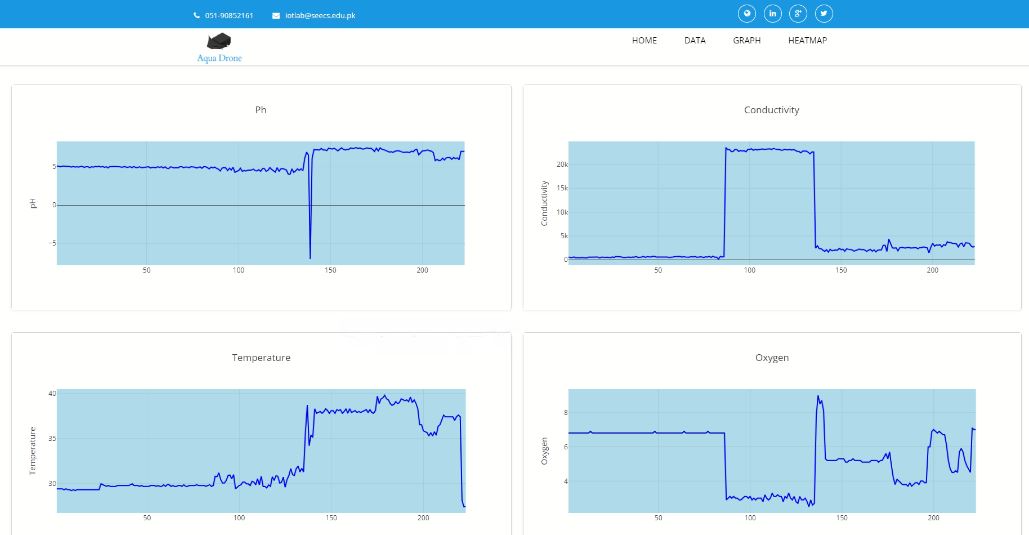 051-90852161 iotlab@seecs.edu.pk
Aqua Drone
HOME DATA GRAPH HEATMAP
Ph
pH
5
0
-5
50 100 150 200
Conductivity
Conductivity
20k
15k
10k
5k
0
50 100 150 200
Temperature
Temperature
40
35
30
50 100 150 200
Oxygen
Oxygen
8
6
4
50 100 150 200